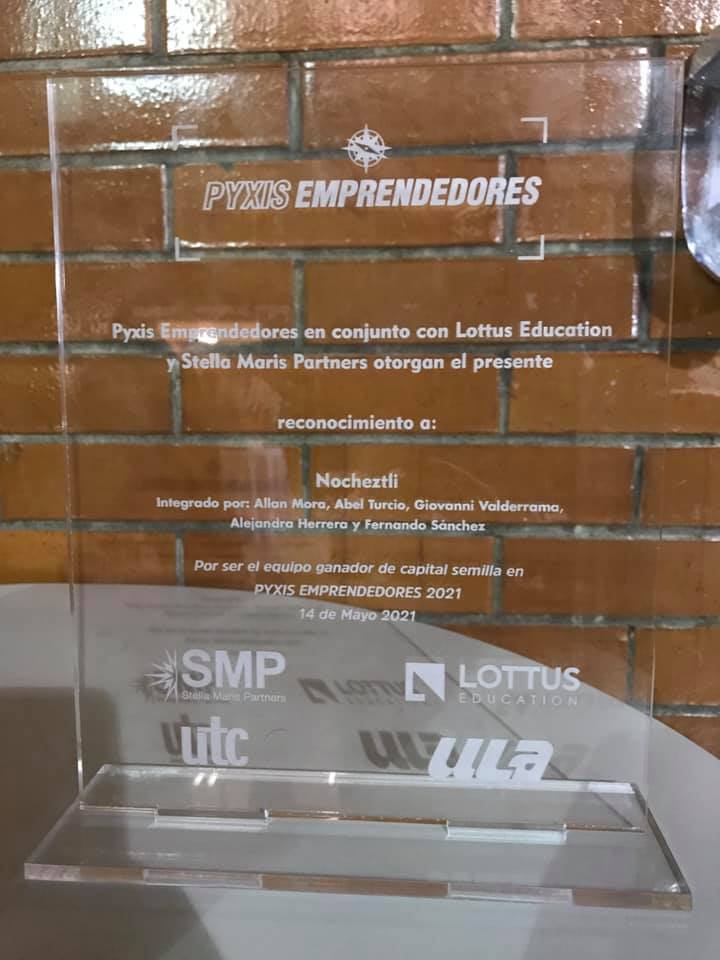 PYXIS EMPRENDEDORES
Pyxis Emprendedores en conjunto con Lottus Education
y Stella Maris Partners otorgan el presente
reconocimiento a:
Nocheztli
Integrado por: Allan Mora, Abel Turcio, Giovanni Valderrama,
Alejandra Herrera y Fernando Sánchez
Por ser el equipo ganador de capital semilla en
PYXIS EMPRENDEDORES 2021
14 de Mayo 2021
SMP
Stella Maris Partners
LOTTUS
EDUCATION
utc
ula